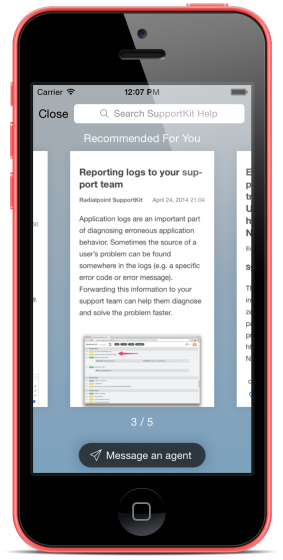 Carrier 12:07 PM
Close Search SupportKit Help
Recommended For You
Reporting logs to your sup-
port team
Radialpoint SupportKit April 24, 2014 21:04
Application logs are an important part
of diagnosing erroneous application
behavior. Sometimes the source of a
user's problem can be found
somewhere in the logs (e.g. a specific
error code or error message).
Forwarding this information to your
support team can help them diagnose
and solve the problem faster.
3 / 5
Message an agent